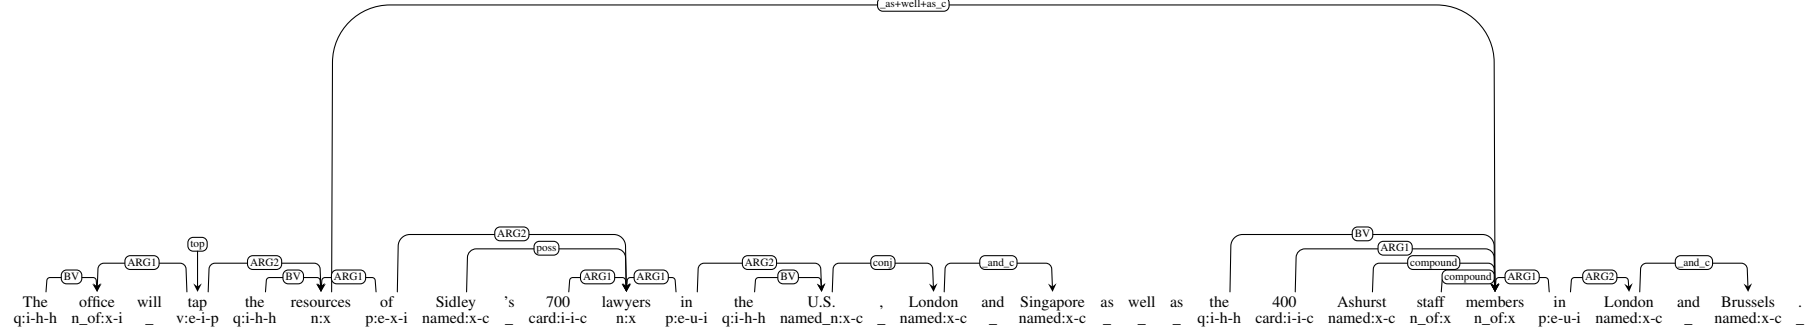 _as+well+as_c
ARG2 BV
top poss ARG1
ARG1 ARG2 ARG2 conj _and_c compound _and_c
BV BV ARG1 ARG1 ARG1 BV compound ARG1 ARG2
The office will tap the resources of Sidley 's 700 lawyers in the U.S. , London and Singapore as well as the 400 Ashurst staff members in London and Brussels .
q:i-h-h n_of:x-i _ v:e-i-p q:i-h-h n:x p:e-x-i named:x-c _ card:i-i-c n:x p:e-u-i q:i-h-h named_n:x-c _ named:x-c _ named:x-c _ _ _ q:i-h-h card:i-i-c named:x-c n_of:x n_of:x p:e-u-i named:x-c _ named:x-c _